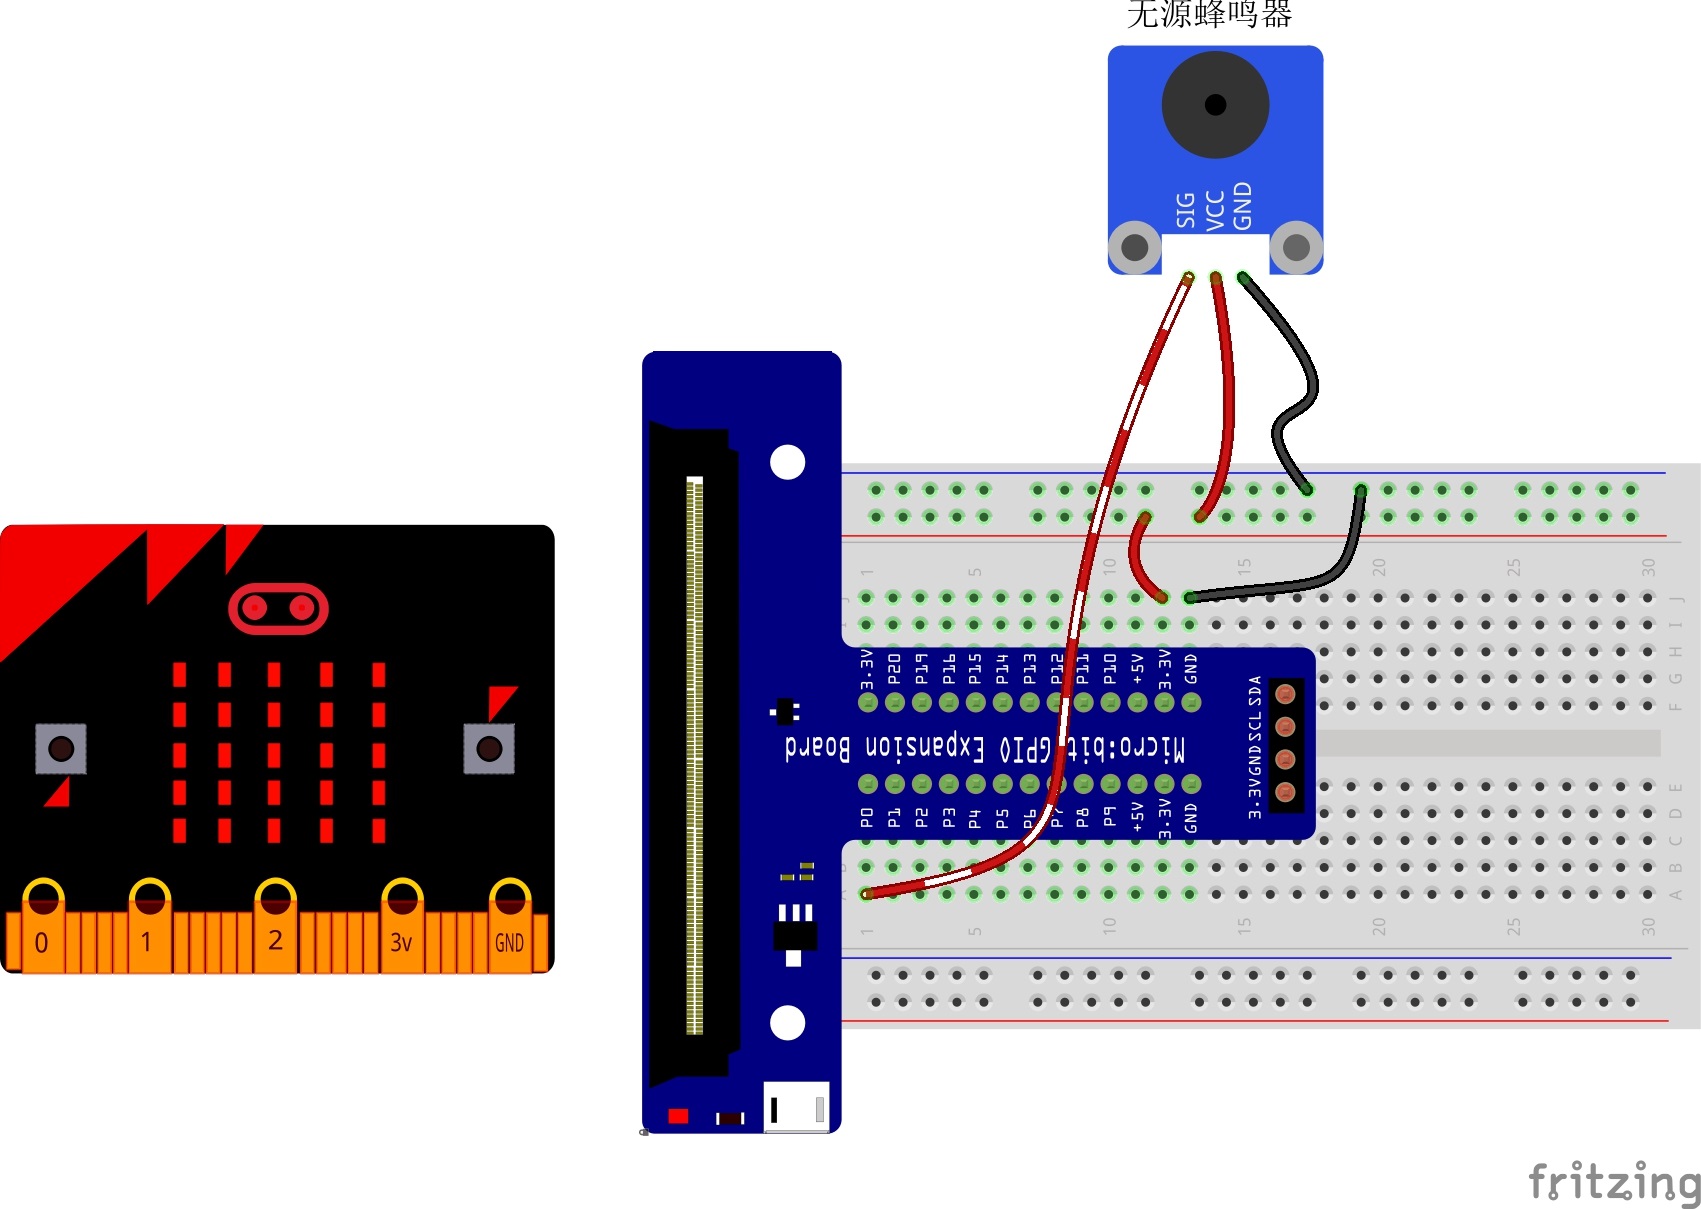 无源蜂鸣器
SIG
VCC
GND
1 5 10 15 20 25 30
J
I
H
G
F
3.3V P20 P19 P16 P15 P14 P13 P12 P11 P10 +5V 3.3V GND
Micro:bit GPIO Expansion Board
P0 P1 P2 P3 P4 P5 P6 P7 P8 P9 +5V 3.3V GND
3.3V GND SCL SDA
E
D
C
B
A
1 5 10 15 20 25 30
0 1 2 3v GND
fritzing